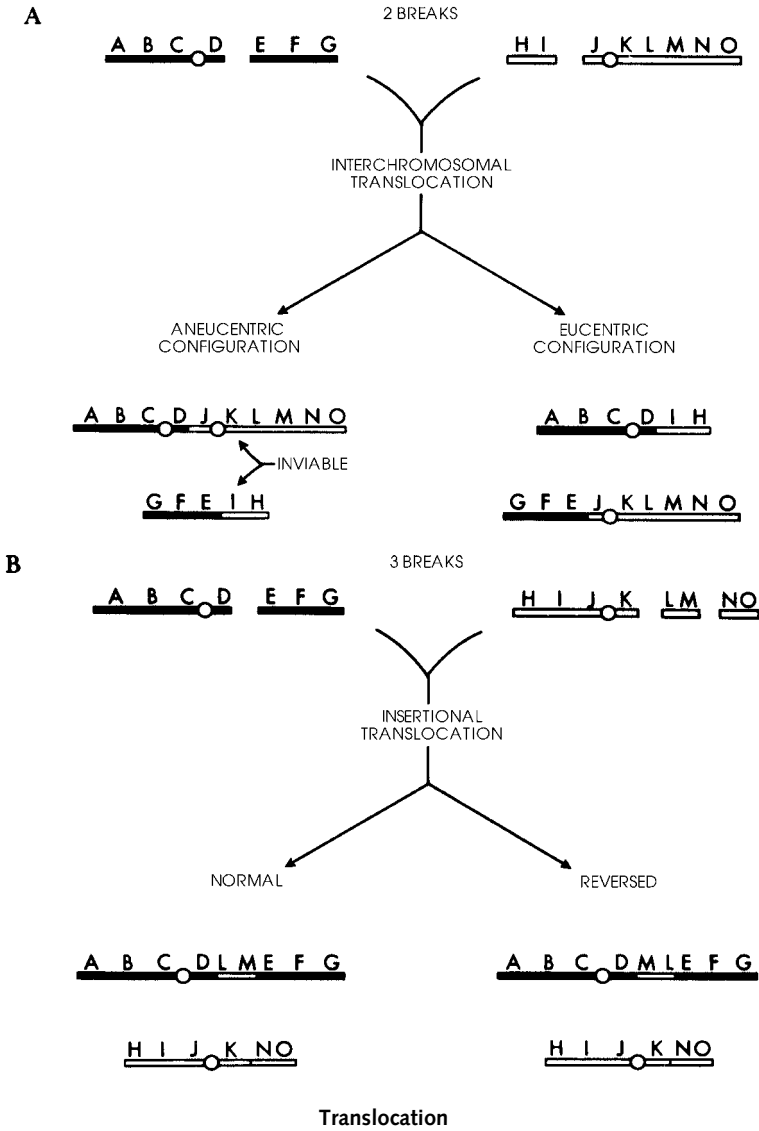 A
2 BREAKS
A B C D E F G H I J K L M N O
INTERCHROMOSOMAL
TRANSLOCATION
ANEUCENTRIC
CONFIGURATION
EUCENTRIC
CONFIGURATION
A B C D J K L M N O
A B C D I H
INVIABLE
G F E I H
G F E J K L M N O
B
3 BREAKS
A B C D E F G H I J K L M N O
INSERTIONAL
TRANSLOCATION
NORMAL
REVERSED
A B C D L M E F G
A B C D M L E F G
H I J K N O
H I J K N O
Translocation